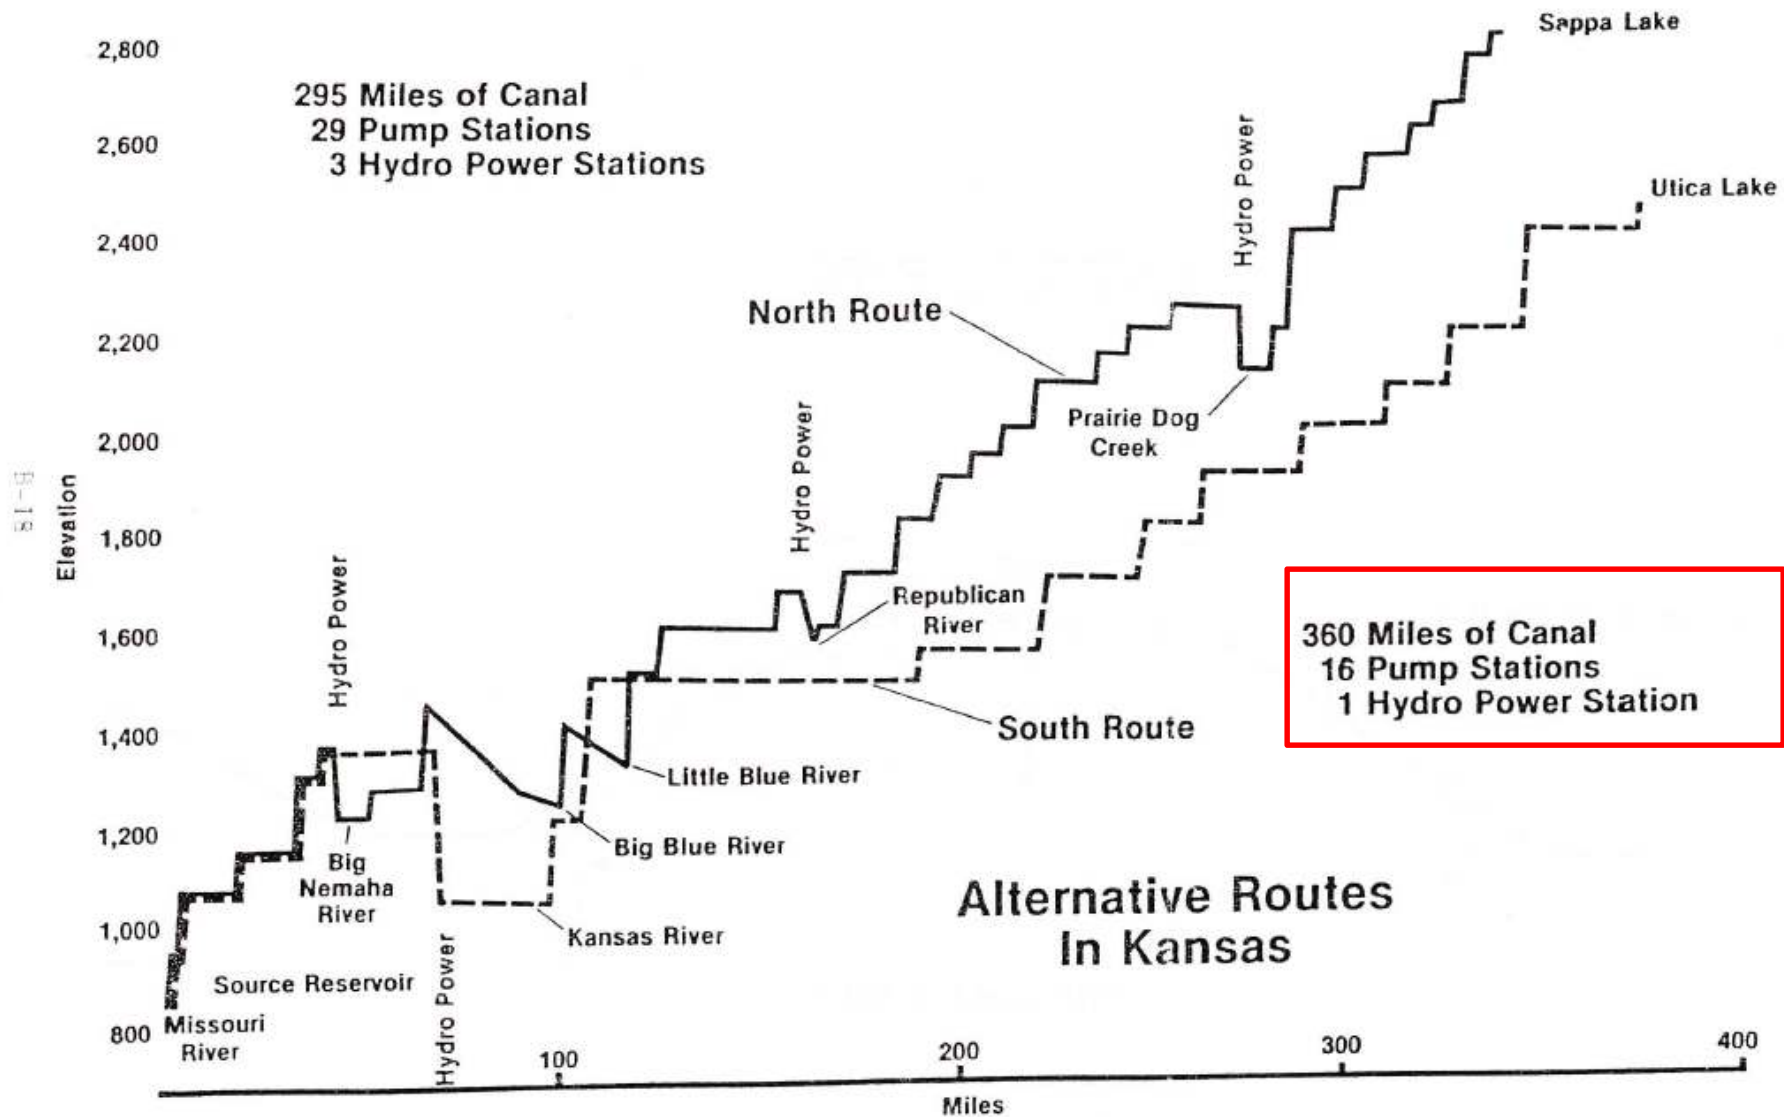 Sappa Lake
2,800
295 Miles of Canal
29 Pump Stations
3 Hydro Power Stations
2,600
Hydro Power
Utica Lake
2,400
North Route
2,200
Prairie Dog
Creek
Hydro Power
2,000
B-18
Elevation
1,800
Hydro Power
Republican
River
1,600
360 Miles of Canal
16 Pump Stations
1 Hydro Power Station
South Route
1,400
Little Blue River
1,200
Big Blue River
Big
Nemaha
River
Alternative Routes
In Kansas
1,000
Kansas River
Source Reservoir
Hydro Power
800
Missouri
River
100
200
300
400
Miles